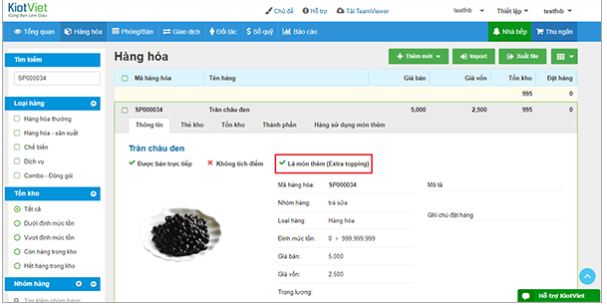 KiotViet
Cùng Bạn Làm Giàu
Chủ đề
Hỗ trợ
Tải TeamViewer
testfnb
Thiết lập
testfnb
Tổng quan
Hàng hóa
Phòng/Bàn
Giao dịch
Đối tác
Sổ quỹ
Báo cáo
Nhà bếp
Thu ngân
Tìm kiếm
SP000034
Loại hàng
Hàng hóa thường
Hàng hóa - sản xuất
Chế biến
Dịch vụ
Combo - Đóng gói
Tồn kho
Tất cả
Dưới định mức tồn
Vượt định mức tồn
Còn hàng trong kho
Hết hàng trong kho
Nhóm hàng
Tìm kiếm nhóm hàng
Hàng hóa
Thêm mới
Import
Xuất file
Mã hàng hóa Tên hàng Giá bán Giá vốn Tồn kho Đặt hàng
995 0
SP000034 Trân châu đen 5,000 2,500 995 0
Thông tin Thẻ kho Tồn kho Thành phần Hàng sử dụng món thêm
Trân châu đen
Được bán trực tiếp Không tích điểm Là món thêm (Extra topping)
Mã hàng hóa: SP000034
Nhóm hàng: trà sữa
Loại hàng: Hàng hóa
Định mức tồn: 0 > 999,999,999
Giá bán: 5,000
Giá vốn: 2,500
Trọng lượng:
Mô tả
Ghi chú đặt hàng
Hỗ trợ KiotViet